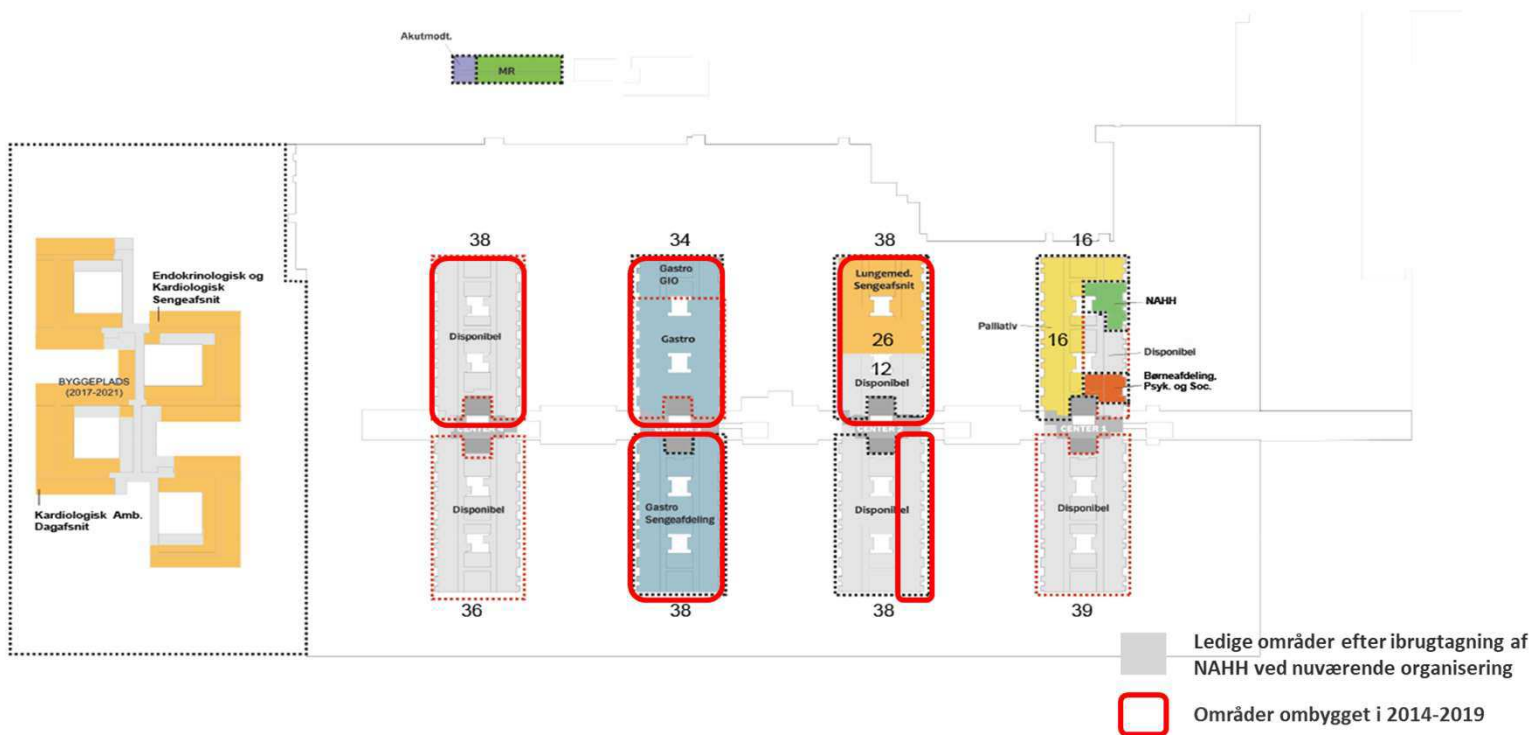 Akutmodt.
MR
38
34
38
16
Endokrinologisk og
Kardiologisk
Sengeafsnit
Gastro
GIO
Lungemed.
Sengeafsnit
NAHH
Palliativ
Disponibel
Gastro
26
16
Disponibel
12
Disponibel
Børneafdeling,
Psyk. og Soc.
BYGGEPLADS
(2017-2021)
CENTER
CENTER 1
Kardiologisk Amb.
Dagafsnit
Disponibel
Gastro
Sengeafdeling
Disponibel
Disponibel
36
38
38
39
Ledige områder efter ibrugtagning af
NAHH ved nuværende organisering
Områder ombygget i 2014-2019